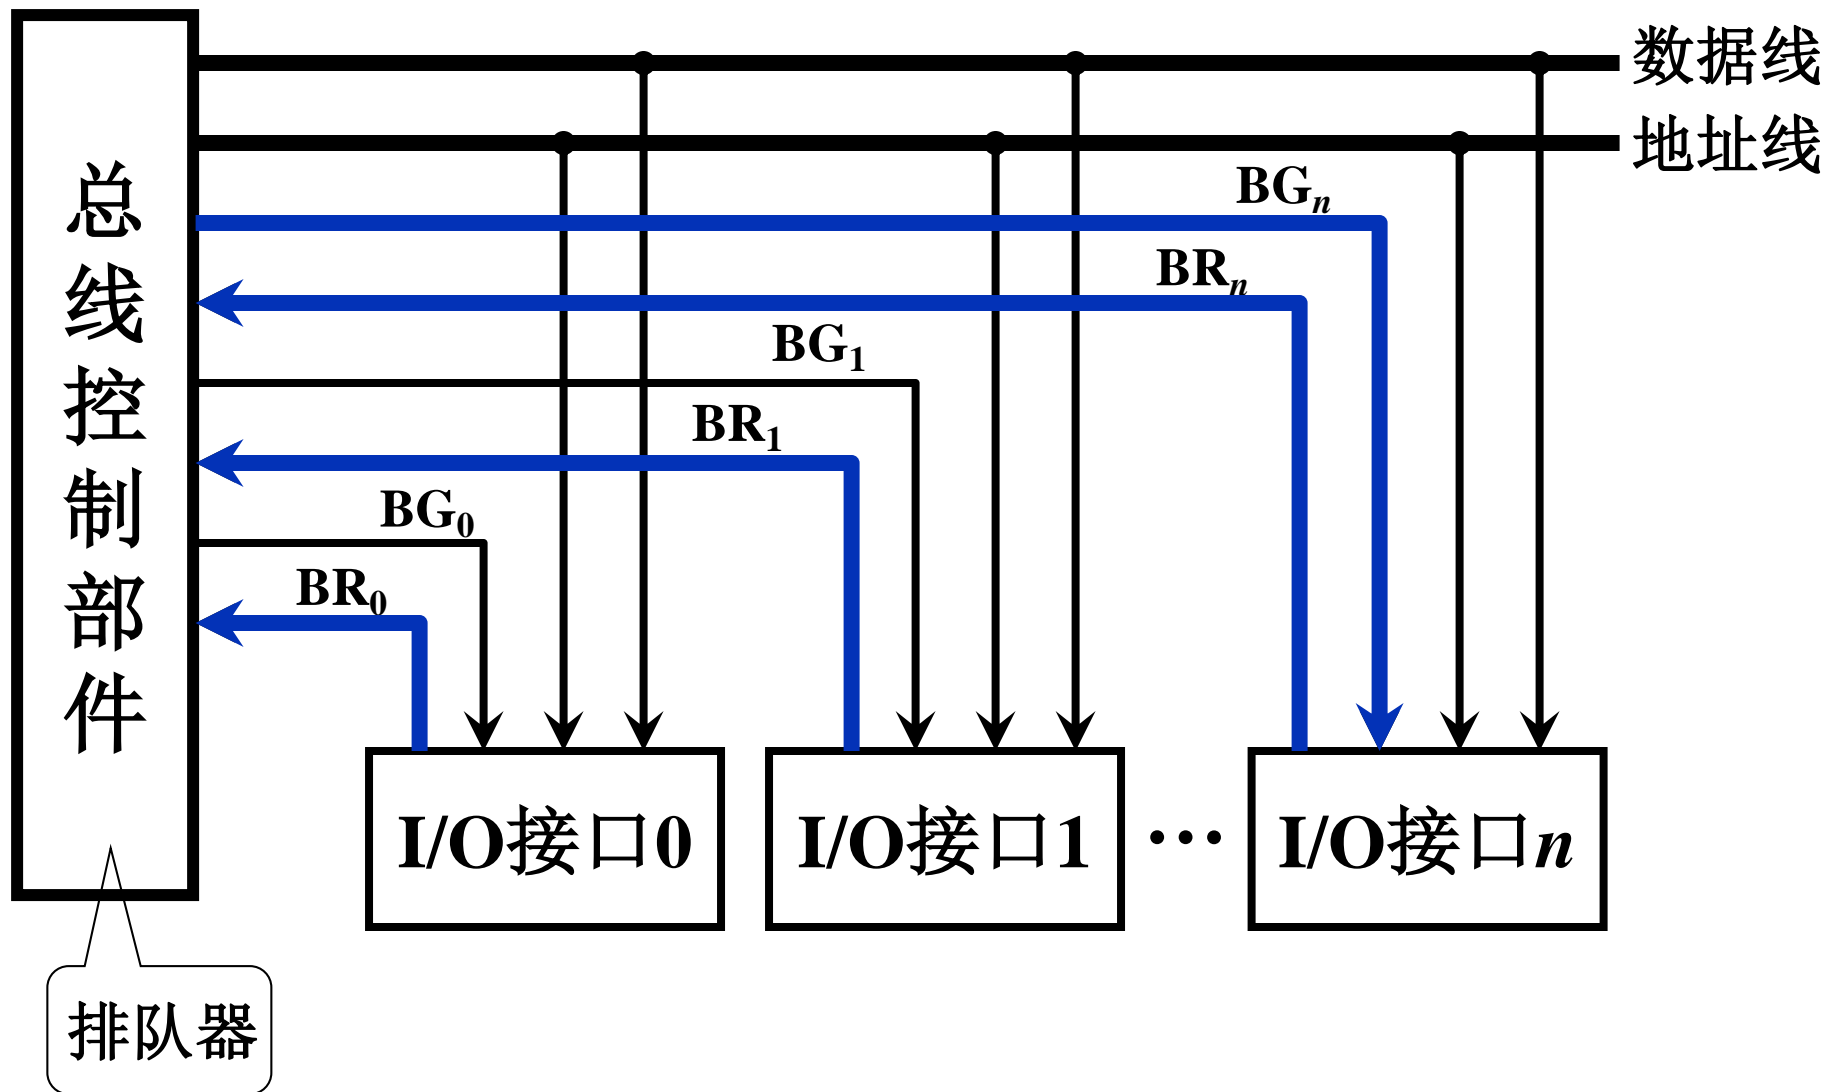 数据线
地址线
总线控制部件
BGn
BRn
BG1
BR1
BG0
BR0
I/O接口0
I/O接口1
…
I/O接口n
排队器